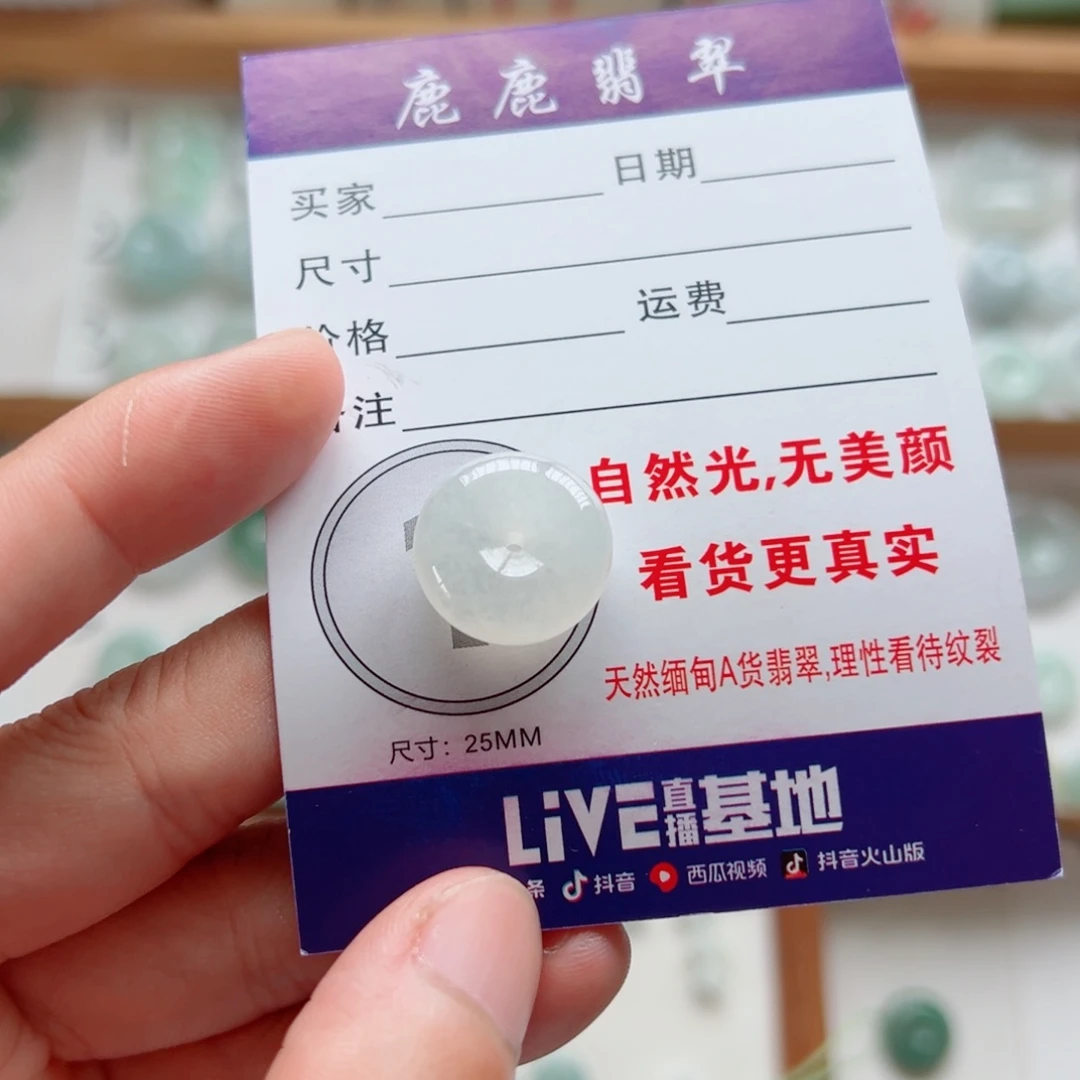 鹿鹿翡翠
买家 日期
尺寸
价格 运费
备注
自然光,无美颜
看货更真实
天然缅甸A货翡翠,理性看待纹裂
尺寸：25MM
LiVE直播基地
条 抖音 西瓜视频 抖音火山版